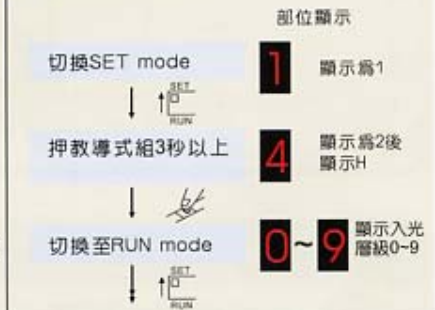 部位顯示
切換SET mode
1
顯示爲1
SET
RUN
押教導式組3秒以上
4
顯示爲2後
顯示H
切換至RUN mode
0~9
顯示入光
層級0~9
SET
RUN